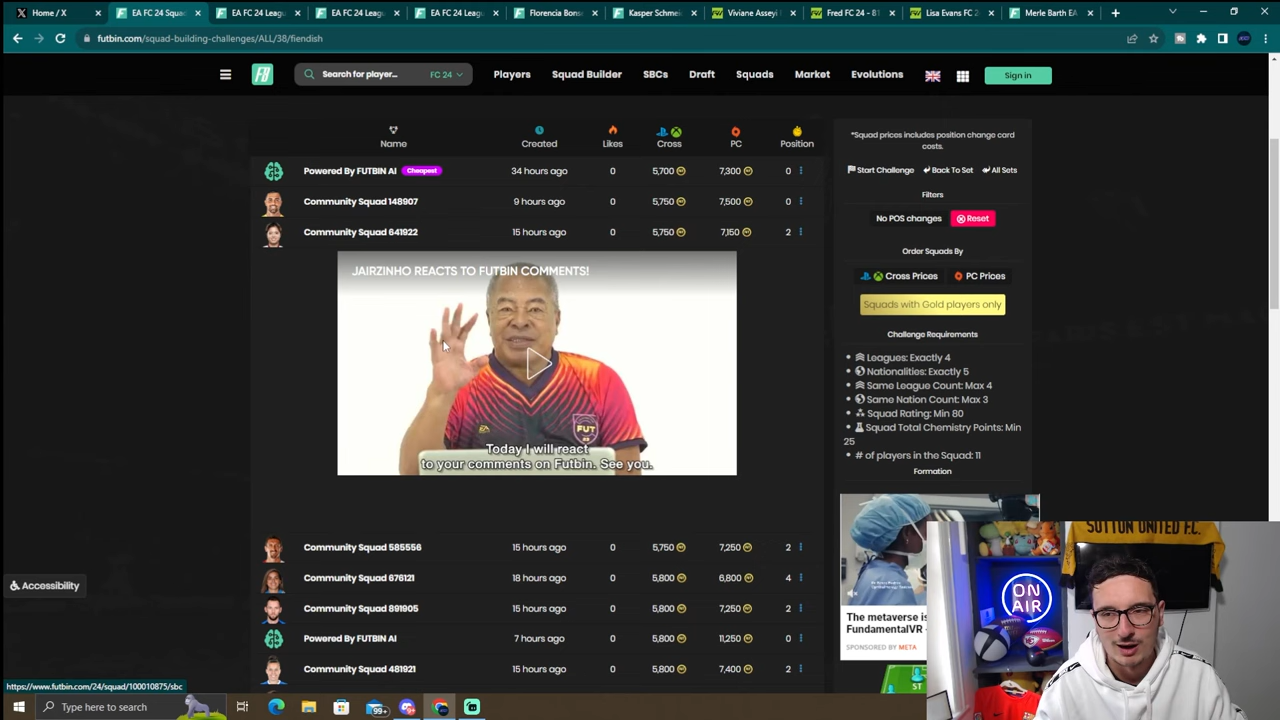 Home / X
EA FC 24 Squa
EA FC 24 Leag
EA FC 24 Leag
EA FC 24 Leag
Florencia Bons
Kasper Schmei
Viviane Asseyi
Fred FC 24 - 81
Lisa Evans FC 2
Merle Barth EA
futbin.com/squad-building-challenges/ALL/38/fiendish
FB
Search for player...
FC 24
Players
Squad Builder
SBCs
Draft
Squads
Market
Evolutions
Sign in
Name
Created
Likes
Cross
PC
Position
Powered By FUTBIN AI Cheapest 34 hours ago 0 5,700 7,300 0
Community Squad 148907 9 hours ago 0 5,750 7,500 0
Community Squad 641922 15 hours ago 0 5,750 7,150 2
JAIRZINHO REACTS TO FUTBIN COMMENTS!
FUT
23
Today I will react
to your comments on Futbin. See you.
Community Squad 585556 15 hours ago 0 5,750 7,250 2
Community Squad 676121 18 hours ago 0 5,800 6,800 4
Community Squad 891905 15 hours ago 0 5,800 7,250 2
Powered By FUTBIN AI 7 hours ago 0 5,800 11,250 0
Community Squad 481921 15 hours ago 0 5,800 7,400 2
*Squad prices includes position change card
costs.
Start Challenge
Back To Set
All Sets
Filters
No POS changes
Reset
Order Squads By
Cross Prices
PC Prices
Squads with Gold players only
Challenge Requirements
Leagues: Exactly 4
Nationalities: Exactly 5
Same League Count: Max 4
Same Nation Count: Max 3
Squad Rating: Min 80
Squad Total Chemistry Points: Min
25
# of players in the Squad: 11
Formation
The metaverse is
FundamentalVR
SPONSORED BY META
ST
SUTTON UNITED F.C.
ON
AIR
Accessibility
https://www.futbin.com/24/squad/100010875/sbc
Type here to search
99+